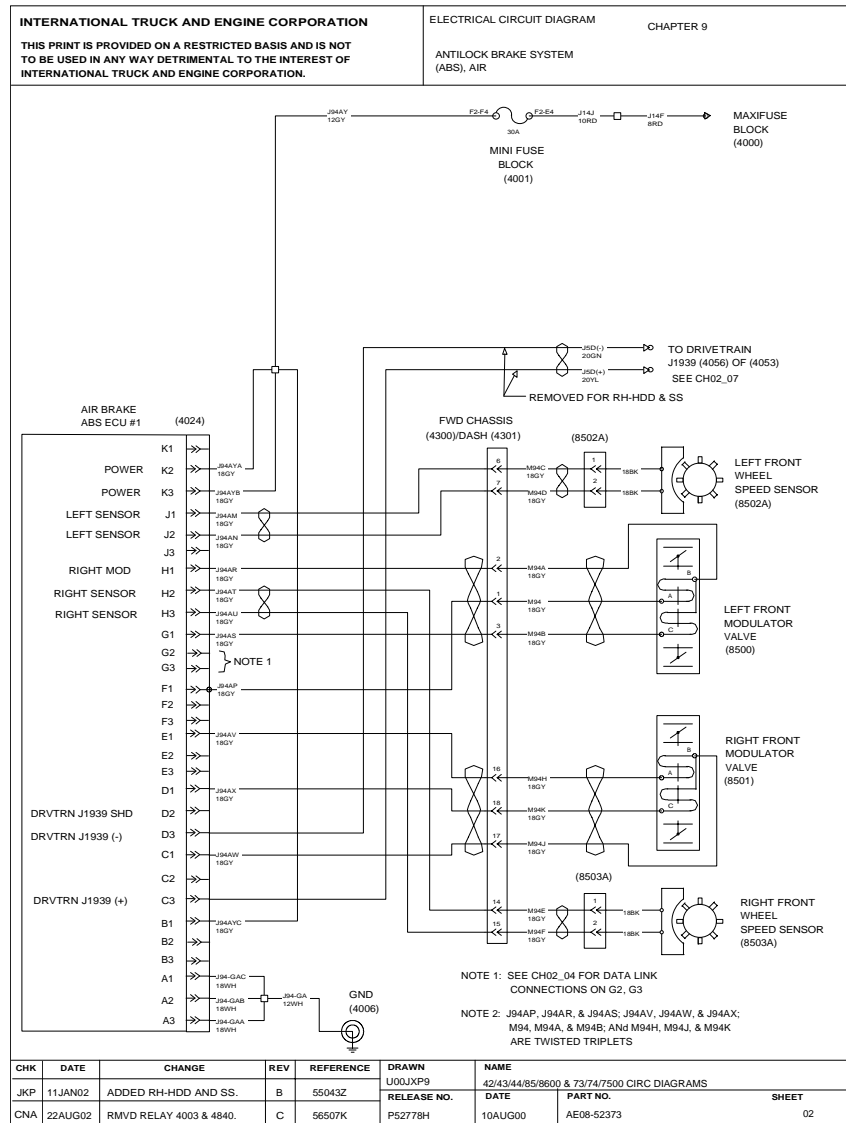 INTERNATIONAL TRUCK AND ENGINE CORPORATION
THIS PRINT IS PROVIDED ON A RESTRICTED BASIS AND IS NOT
TO BE USED IN ANY WAY DETRIMENTAL TO THE INTEREST OF
INTERNATIONAL TRUCK AND ENGINE CORPORATION.
ELECTRICAL CIRCUIT DIAGRAM
CHAPTER 9
ANTILOCK BRAKE SYSTEM
(ABS), AIR
J94AY
12GY
F2-F4
F2-E4
30A
J14J
10RD
J14F
8RD
MAXIFUSE
BLOCK
(4000)
MINI FUSE
BLOCK
(4001)
J5D(-)
20GN
J5D(+)
20YL
TO DRIVETRAIN
J1939 (4056) OF (4053)
SEE CH02_07
REMOVED FOR RH-HDD & SS
AIR BRAKE
ABS ECU #1
(4024)
FWD CHASSIS
(4300)/DASH (4301)
(8502A)
K1
POWER K2 J94AYA
18GY
POWER K3 J94AYB
18GY
LEFT SENSOR J1 J94AM
18GY
LEFT SENSOR J2 J94AN
18GY
J3
RIGHT MOD H1 J94AR
18GY
RIGHT SENSOR H2 J94AT
18GY
RIGHT SENSOR H3 J94AU
18GY
G1 J94AS
18GY
G2
G3
NOTE 1
F1 J94AP
18GY
F2
F3
E1 J94AV
18GY
E2
E3
D1 J94AX
18GY
DRVTRN J1939 SHD D2
DRVTRN J1939 (-) D3
C1 J94AW
18GY
C2
DRVTRN J1939 (+) C3
B1 J94AYC
18GY
B2
B3
A1 J94-GAC
18WH
A2 J94-GAB
18WH
A3 J94-GAA
18WH
J94-GA
12WH
GND
(4006)
6 M94C
18GY
1 18BK
7 M94D
18GY
2 18BK
LEFT FRONT
WHEEL
SPEED SENSOR
(8502A)
2 M94A
18GY
1 M94
18GY
3 M94B
18GY
B
A
C
LEFT FRONT
MODULATOR
VALVE
(8500)
16 M94H
18GY
18 M94K
18GY
17 M94J
18GY
B
A
C
RIGHT FRONT
MODULATOR
VALVE
(8501)
(8503A)
14 M94E
18GY
1 18BK
15 M94F
18GY
2 18BK
RIGHT FRONT
WHEEL
SPEED SENSOR
(8503A)
NOTE 1: SEE CH02_04 FOR DATA LINK
CONNECTIONS ON G2, G3
NOTE 2: J94AP, J94AR, & J94AS; J94AV, J94AW, & J94AX;
M94, M94A, & M94B; ANd M94H, M94J, & M94K
ARE TWISTED TRIPLETS
CHK DATE CHANGE REV REFERENCE
JKP 11JAN02 ADDED RH-HDD AND SS. B 55043Z
CNA 22AUG02 RMVD RELAY 4003 & 4840. C 56507K
DRAWN
U00JXP9
NAME
42/43/44/85/8600 & 73/74/7500 CIRC DIAGRAMS
RELEASE NO.
P52778H
DATE
10AUG00
PART NO.
AE08-52373
SHEET
02